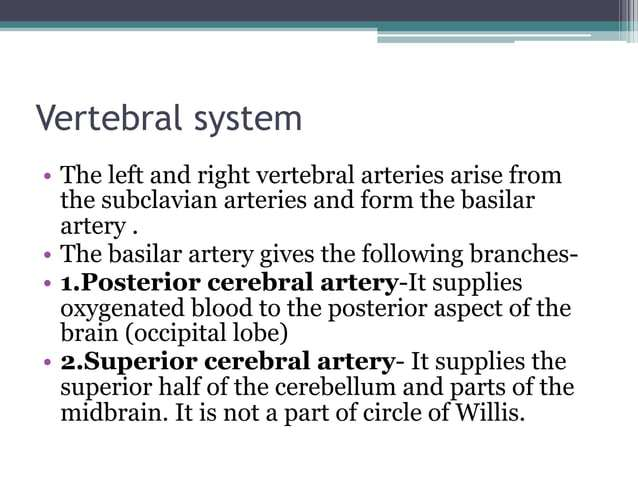 Vertebral system
• The left and right vertebral arteries arise from
the subclavian arteries and form the basilar
artery .
• The basilar artery gives the following branches-
• 1.Posterior cerebral artery-It supplies
oxygenated blood to the posterior aspect of the
brain (occipital lobe)
• 2.Superior cerebral artery- It supplies the
superior half of the cerebellum and parts of the
midbrain. It is not a part of circle of Willis.